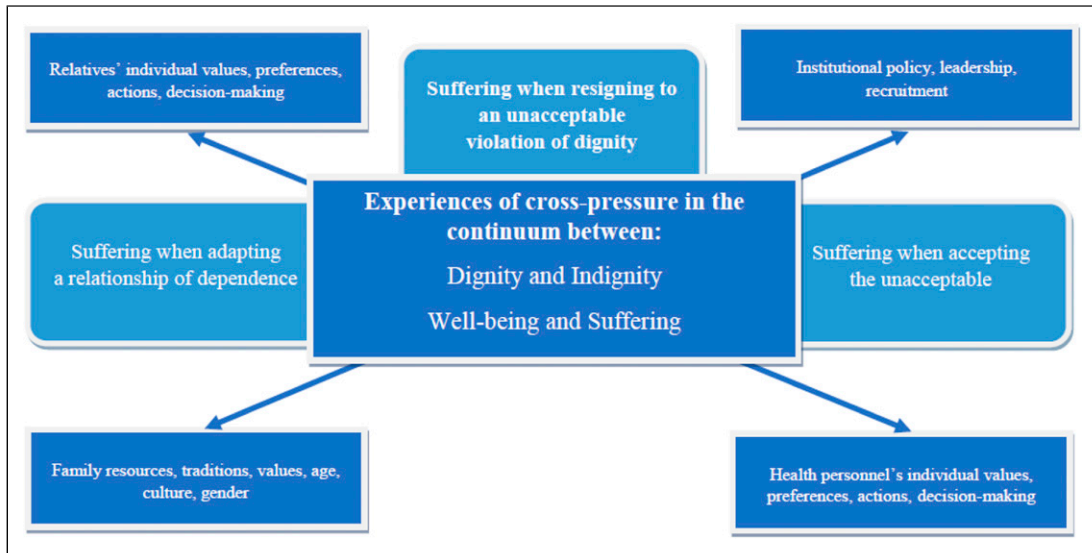 Relatives' individual values, preferences,
actions, decision-making
Suffering when resigning to
an unacceptable
violation of dignity
Institutional policy, leadership,
recruitment
Suffering when adapting
a relationship of dependence
Experiences of cross-pressure in the
continuum between:
Dignity and Indignity
Well-being and Suffering
Suffering when accepting
the unacceptable
Family resources, traditions, values, age,
culture, gender
Health personnel's individual values,
preferences, actions, decision-making